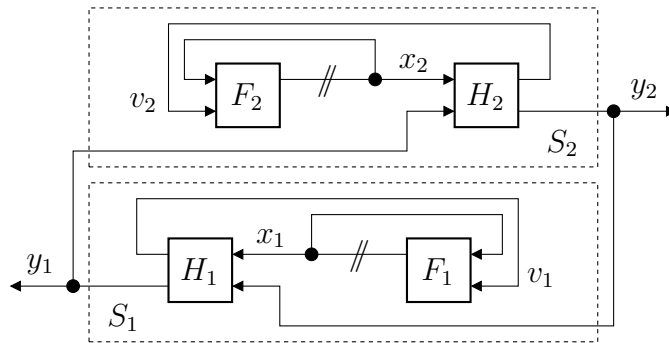 x₂ y₂
v₂ F₂ H₂
S₂
x₁
y₁ H₁ F₁ v₁
S₁